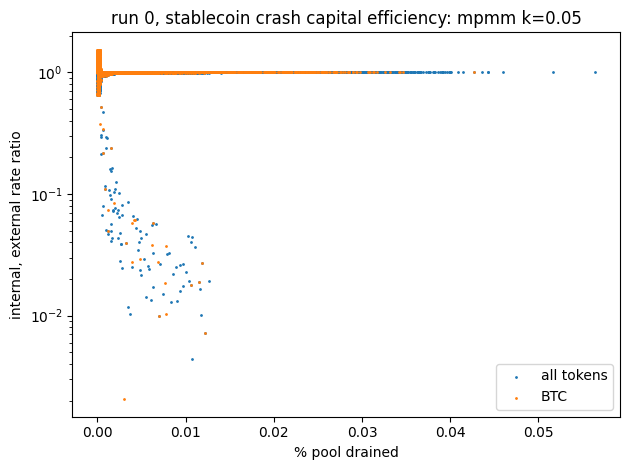 run 0, stablecoin crash capital efficiency: mpmm k=0.05
internal, external rate ratio
10⁰
10⁻¹
10⁻²
0.00 0.01 0.02 0.03 0.04 0.05
% pool drained
all tokens
BTC